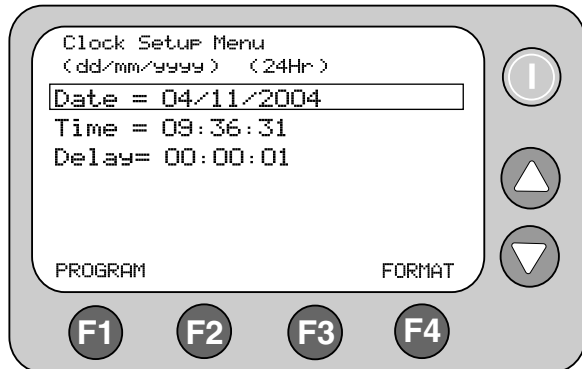 Clock Setup Menu
(dd/mm/yyyy) (24Hr)
Date = 04/11/2004
Time = 09:36:31
Delay= 00:00:01
PROGRAM FORMAT
F1 F2 F3 F4